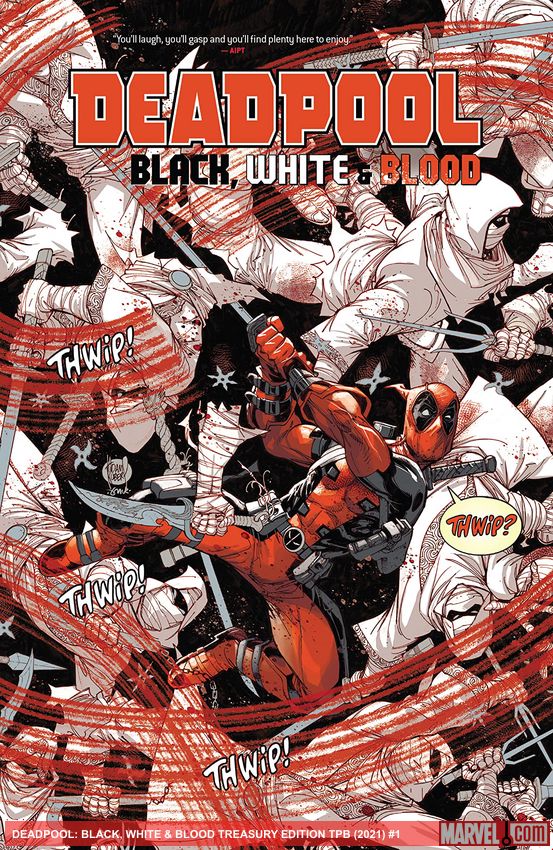 "You'll laugh, you'll gasp and you'll find plenty here to enjoy."
— AIPT
DEADPOOL
BLACK, WHITE & BLOOD
THWIP!
THWIP?
THWIP!
THWIP!
DEADPOOL: BLACK, WHITE & BLOOD TREASURY EDITION TPB (2021) #1
MARVEL.com